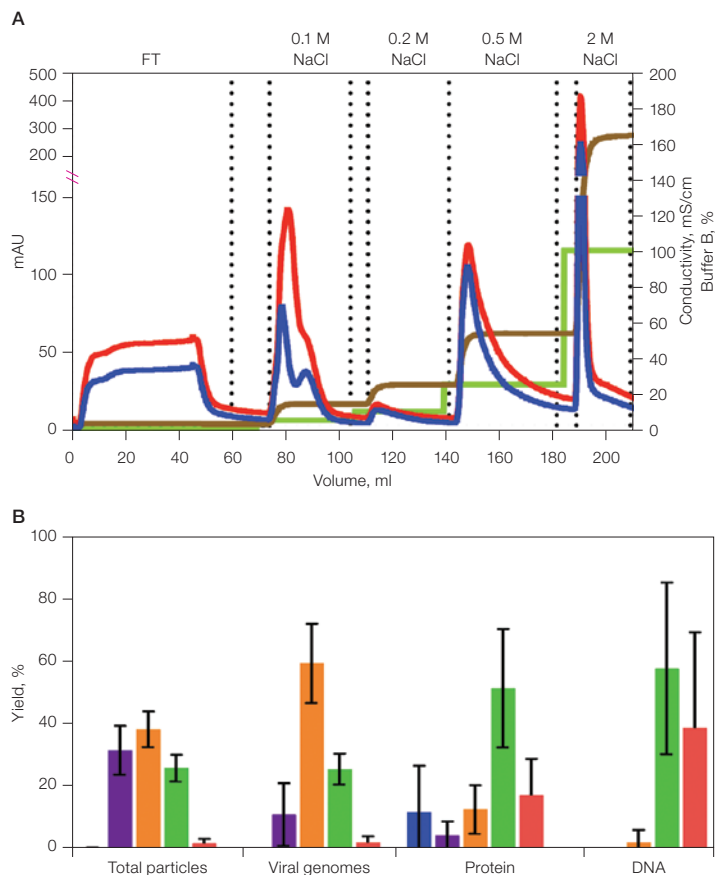 A
FT
0.1 M
NaCl
0.2 M
NaCl
0.5 M
NaCl
2 M
NaCl
500
400
300
200
150
100
50
0
mAU
200
180
160
140
120
100
80
60
40
20
0
Conductivity, mS/cm
Buffer B, %
0 20 40 60 80 100 120 140 160 180 200
Volume, ml
B
100
80
60
40
20
0
Yield, %
Total particles Viral genomes Protein DNA